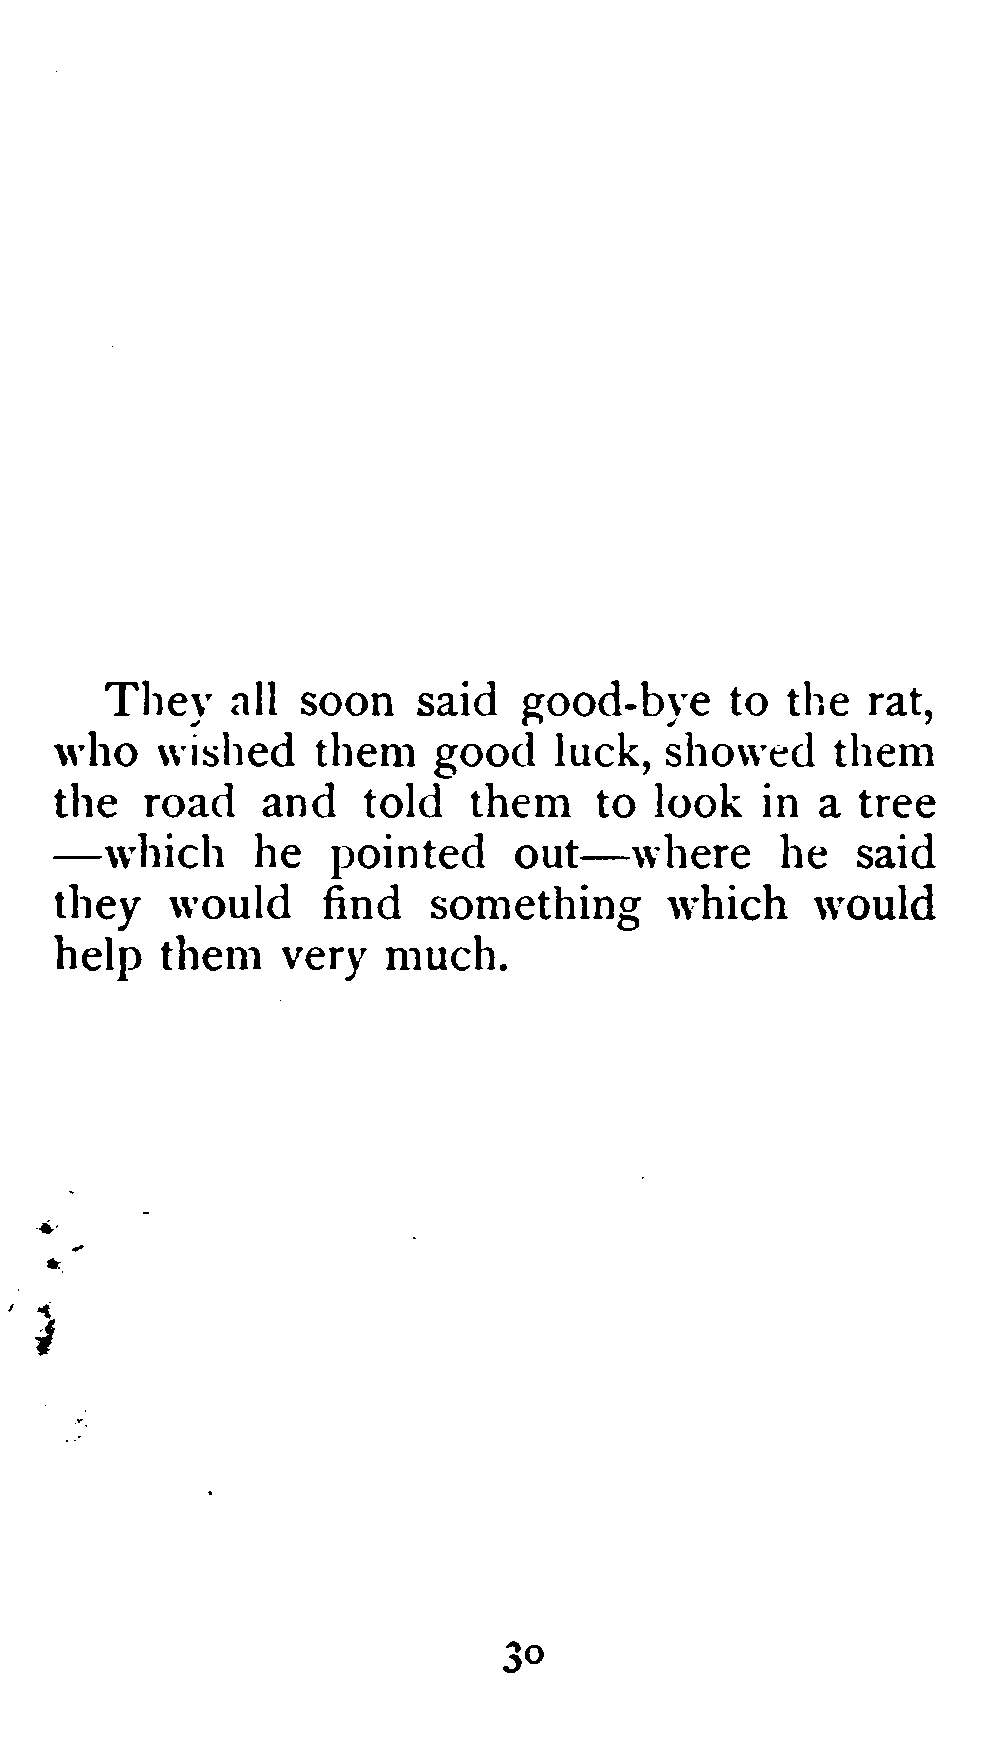 They all soon said good-bye to the rat,
who wished them good luck, showed them
the road and told them to look in a tree
—which he pointed out—where he said
they would find something which would
help them very much.
30